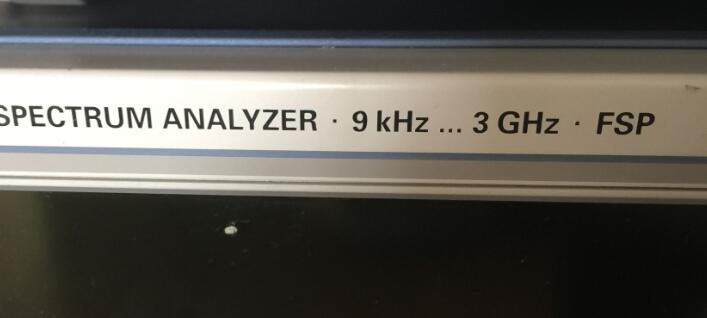 SPECTRUM ANALYZER · 9 kHz ... 3 GHz · FSP